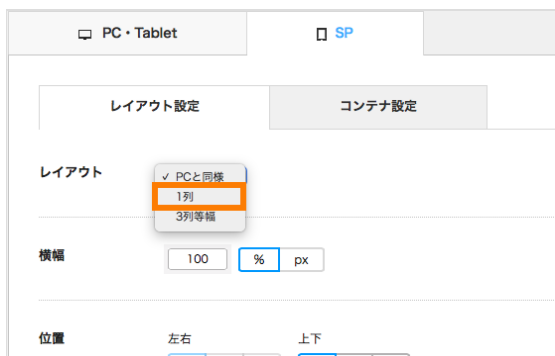 PC・Tablet
SP
レイアウト設定
コンテナ設定
レイアウト
✓ PCと同様
1列
3列等幅
横幅
100
%
px
位置
左右
上下